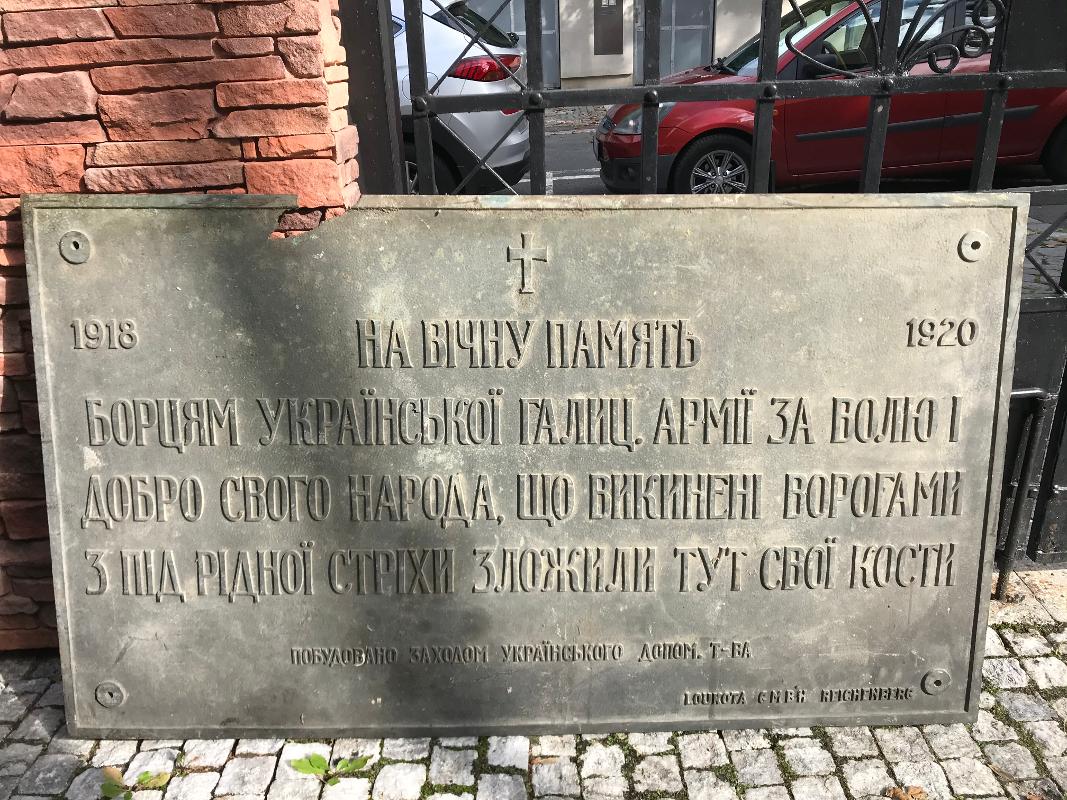 1918
1920
НА ВІЧНУ ПАМЯТЬ
БОРЦЯМ УКРАЇНСЬКОЇ ГАЛИЦ. АРМІЇ ЗА ВОЛЮ І
ДОБРО СВОГО НАРОДА, ЩО ВИКИНЕНІ ВОРОГАМИ
З ПІД РІДНОЇ СТРІХИ ЗЛОЖИЛИ ТУТ СВОЇ КОСТИ
ПОБУДОВАНО ЗАХОДОМ УКРАЇНСЬКОГО ДОПОМ. Т-ВА
LOUKOTA REICHENBERG